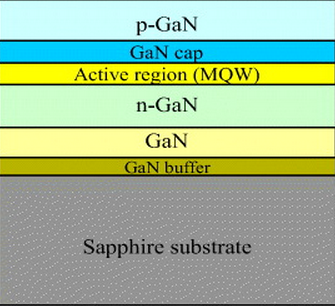 p-GaN
GaN cap
Active region (MQW)
n-GaN
GaN
GaN buffer
Sapphire substrate